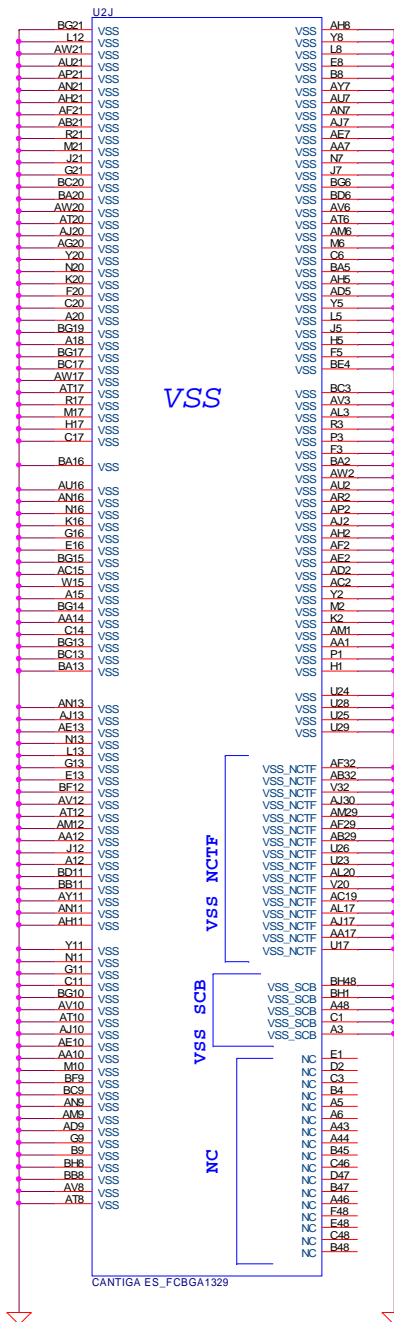 U2J
BG21 VSS
L12 VSS
AW21 VSS
AU21 VSS
AP21 VSS
AN21 VSS
AH21 VSS
AF21 VSS
AB21 VSS
R21 VSS
M21 VSS
J21 VSS
G21 VSS
BC20 VSS
BA20 VSS
AW20 VSS
AT20 VSS
AJ20 VSS
AG20 VSS
Y20 VSS
N20 VSS
K20 VSS
F20 VSS
C20 VSS
A20 VSS
BG19 VSS
A18 VSS
BG17 VSS
BC17 VSS
AW17 VSS
AT17 VSS
R17 VSS
M17 VSS
H17 VSS
C17 VSS
BA16 VSS
AU16 VSS
AN16 VSS
N16 VSS
K16 VSS
G16 VSS
E16 VSS
BG15 VSS
AC15 VSS
W15 VSS
A15 VSS
BG14 VSS
AA14 VSS
C14 VSS
BG13 VSS
BC13 VSS
BA13 VSS
AN13 VSS
AJ13 VSS
AE13 VSS
N13 VSS
L13 VSS
G13 VSS
E13 VSS
BF12 VSS
AV12 VSS
AT12 VSS
AM12 VSS
AA12 VSS
J12 VSS
A12 VSS
BD11 VSS
BB11 VSS
AY11 VSS
AN11 VSS
AH11 VSS
Y11 VSS
N11 VSS
G11 VSS
C11 VSS
BG10 VSS
AV10 VSS
AT10 VSS
AJ10 VSS
AE10 VSS
AA10 VSS
M10 VSS
BF9 VSS
BC9 VSS
AN9 VSS
AM9 VSS
AD9 VSS
G9 VSS
B9 VSS
BH8 VSS
BB8 VSS
AV8 VSS
AT8 VSS
VSS
VSS NCTF
VSS SCB
NC
VSS AH8
VSS Y8
VSS L8
VSS E8
VSS B8
VSS AY7
VSS AU7
VSS AN7
VSS AJ7
VSS AE7
VSS AA7
VSS N7
VSS J7
VSS BG6
VSS BD6
VSS AV6
VSS AT6
VSS AM6
VSS M6
VSS C6
VSS BA5
VSS AH5
VSS AD5
VSS Y5
VSS L5
VSS J5
VSS H5
VSS F5
VSS BE4
VSS BC3
VSS AV3
VSS AL3
VSS R3
VSS P3
VSS F3
VSS BA2
VSS AW2
VSS AU2
VSS AR2
VSS AP2
VSS AJ2
VSS AH2
VSS AF2
VSS AE2
VSS AD2
VSS AC2
VSS Y2
VSS M2
VSS K2
VSS AM1
VSS AA1
VSS P1
VSS H1
VSS U24
VSS U28
VSS U25
VSS U29
VSS_NCTF AF32
VSS_NCTF AB32
VSS_NCTF V32
VSS_NCTF AJ30
VSS_NCTF AM29
VSS_NCTF AF29
VSS_NCTF AB29
VSS_NCTF U26
VSS_NCTF U23
VSS_NCTF AL20
VSS_NCTF V20
VSS_NCTF AC19
VSS_NCTF AL17
VSS_NCTF AJ17
VSS_NCTF AA17
VSS_NCTF U17
VSS_SCB BH48
VSS_SCB BH1
VSS_SCB A48
VSS_SCB C1
VSS_SCB A3
NC E1
NC D2
NC C3
NC B4
NC A5
NC A6
NC A43
NC A44
NC B45
NC C46
NC D47
NC B47
NC A46
NC F48
NC E48
NC C48
NC B48
CANTIGA ES_FCBGA1329